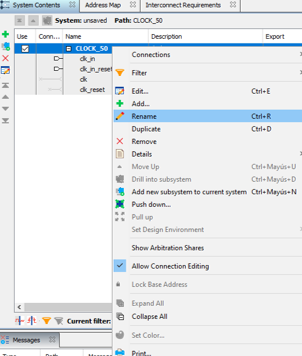 System Contents Address Map Interconnect Requirements
System: unsaved Path: CLOCK_50
Use Conn... Name Description Export
CLOCK_50
clk_in
clk_in_reset
clk
clk_reset
Connections
Filter
Edit... Ctrl+E
Add...
Rename Ctrl+R
Duplicate Ctrl+D
Remove
Details
Move Up Ctrl+Mayús+U
Drill into subsystem Ctrl+Mayús+D
Add new subsystem to current system Ctrl+Mayús+N
Push down...
Pull up
Set Design Environment
Show Arbitration Shares
Allow Connection Editing
Lock Base Address
Expand All
Collapse All
Set Color...
Print...
Current filter:
Messages